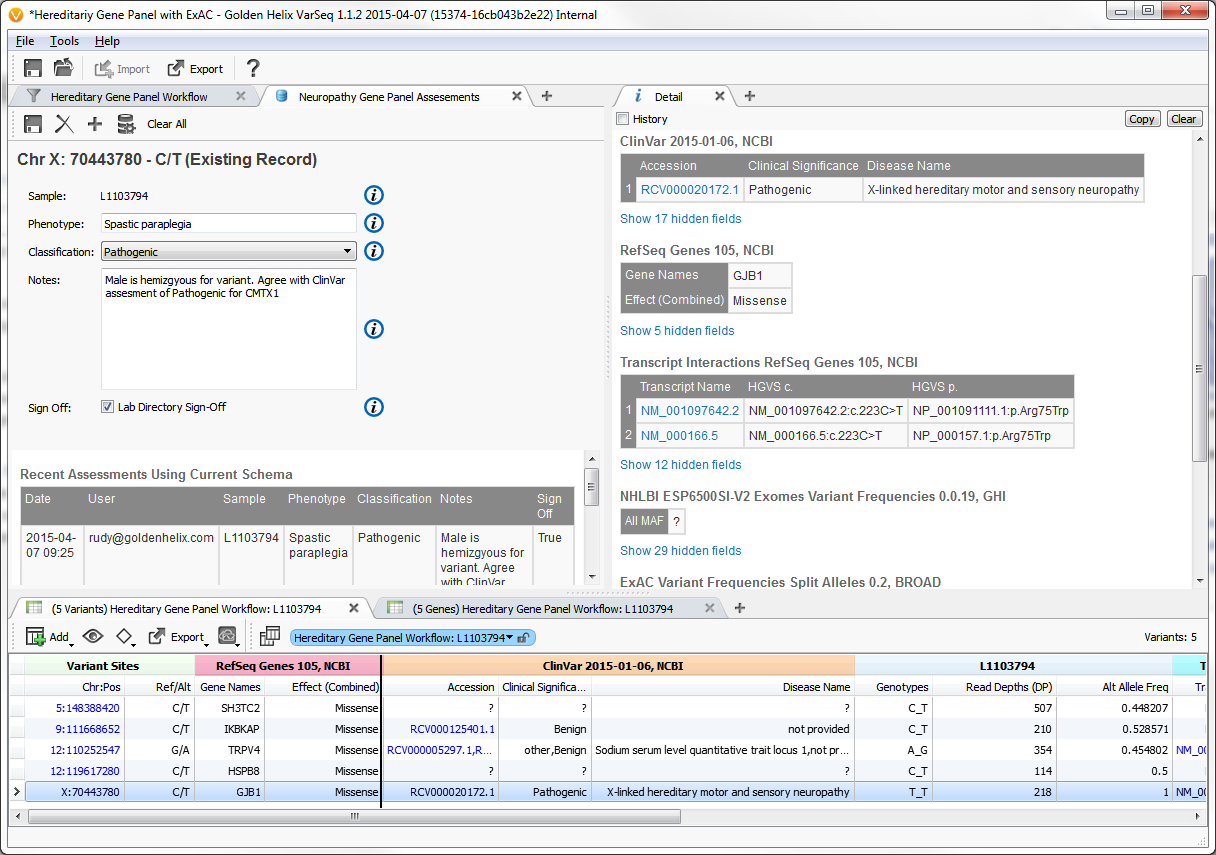 *Hereditariy Gene Panel with ExAC - Golden Helix VarSeq 1.1.2 2015-04-07 (15374-16cb043b2e22) Internal
File Tools Help
Import Export ?
Hereditary Gene Panel Workflow Neuropathy Gene Panel Assesements
Clear All
Chr X: 70443780 - C/T (Existing Record)
Sample: L1103794
Phenotype: Spastic paraplegia
Classification: Pathogenic
Notes: Male is hemizgyous for variant. Agree with ClinVar
assesment of Pathogenic for CMTX1
Sign Off: Lab Directory Sign-Off
Recent Assessments Using Current Schema
Date User Sample Phenotype Classification Notes Sign
Off
2015-04- rudy@goldenhelix.com L1103794 Spastic Pathogenic Male is True
07 09:25 paraplegia hemizgyous for
variant. Agree
with ClinVar
Detail
History Copy Clear
ClinVar 2015-01-06, NCBI
Accession Clinical Significance Disease Name
1 RCV000020172.1 Pathogenic X-linked hereditary motor and sensory neuropathy
Show 17 hidden fields
RefSeq Genes 105, NCBI
Gene Names GJB1
Effect (Combined) Missense
Show 5 hidden fields
Transcript Interactions RefSeq Genes 105, NCBI
Transcript Name HGVS c. HGVS p.
1 NM_001097642.2 NM_001097642.2:c.223C>T NP_001091111.1:p.Arg75Trp
2 NM_000166.5 NM_000166.5:c.223C>T NP_000157.1:p.Arg75Trp
Show 12 hidden fields
NHLBI ESP6500SI-V2 Exomes Variant Frequencies 0.0.19, GHI
All MAF ?
Show 29 hidden fields
ExAC Variant Frequencies Split Alleles 0.2, BROAD
(5 Variants) Hereditary Gene Panel Workflow: L1103794 (5 Genes) Hereditary Gene Panel Workflow: L1103794
Add Export Hereditary Gene Panel Workflow: L1103794 Variants: 5
Variant Sites RefSeq Genes 105, NCBI ClinVar 2015-01-06, NCBI L1103794 T
Chr:Pos Ref/Alt Gene Names Effect (Combined) Accession Clinical Significa... Disease Name Genotypes Read Depths (DP) Alt Allele Freq Tr
5:148388420 C/T SH3TC2 Missense ? ? ? C_T 507 0.448207
9:111668652 C/T IKBKAP Missense RCV000125401.1 Benign not provided C_T 210 0.528571
12:110252547 G/A TRPV4 Missense RCV000005297.1,R... other,Benign Sodium serum level quantitative trait locus 1,not pr... A_G 354 0.454802 NM_00
12:119617280 C/T HSPB8 Missense ? ? ? C_T 114 0.5
X:70443780 C/T GJB1 Missense RCV000020172.1 Pathogenic X-linked hereditary motor and sensory neuropathy T_T 218 1 NM_00